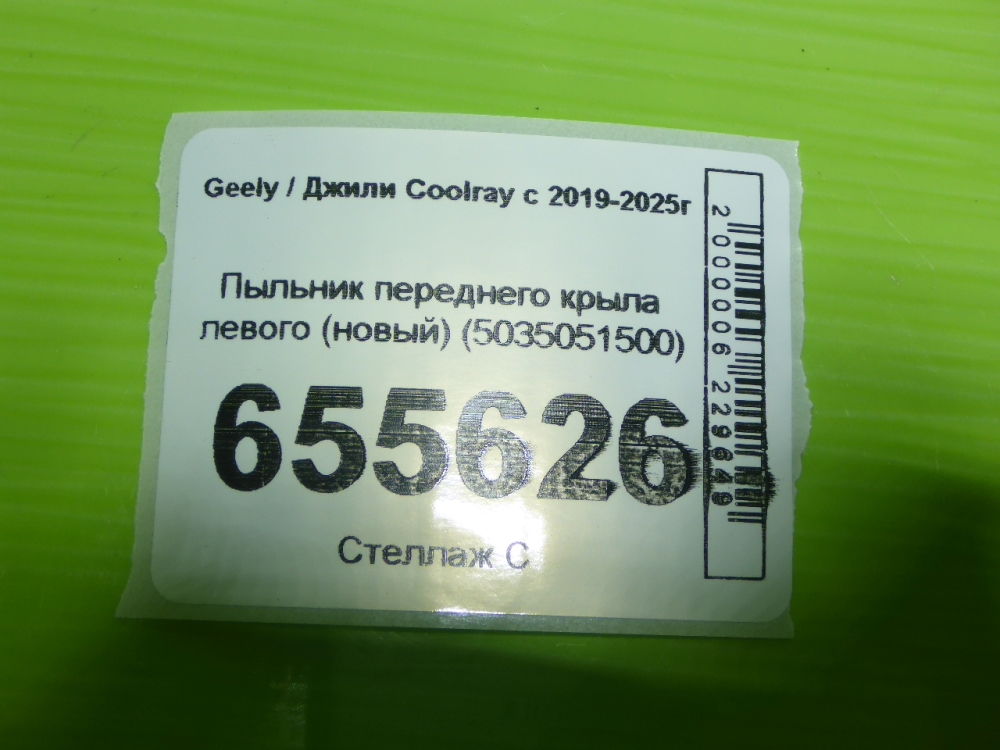 Geely / Джили Coolray с 2019-2025г
Пыльник переднего крыла
левого (новый) (5035051500)
655626
Стеллаж С
2000006229649